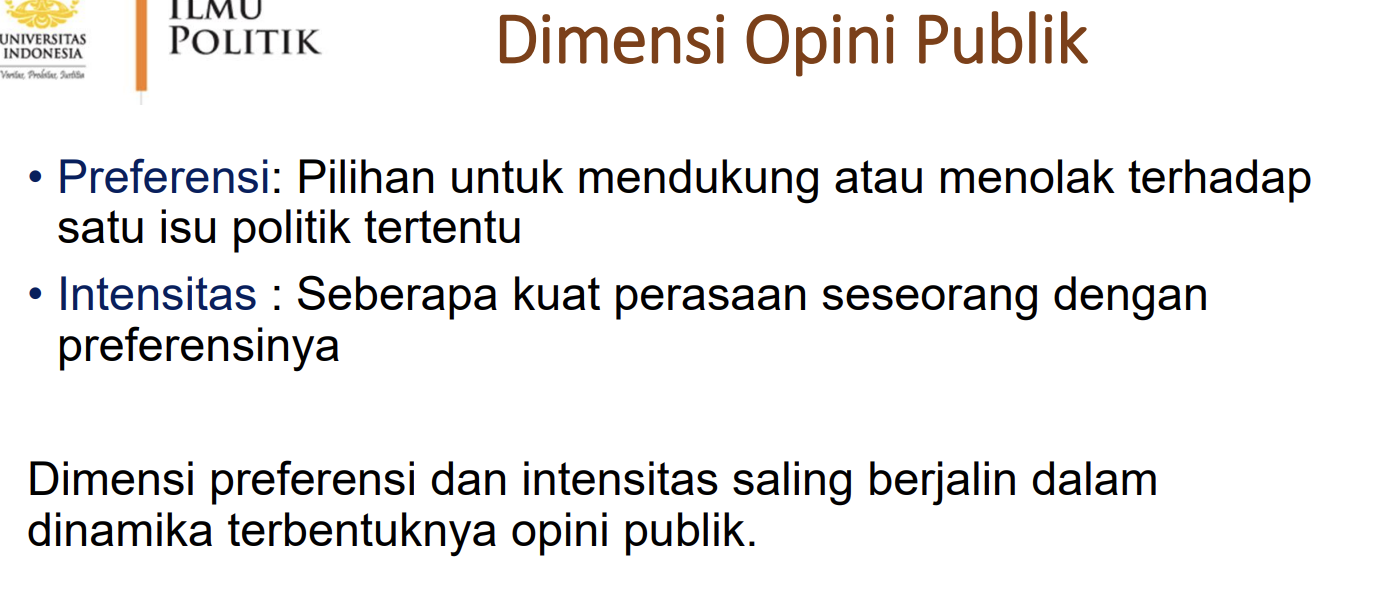 UNIVERSITAS
INDONESIA
Veritas, Probitas, Iustitia
ILMU
POLITIK
Dimensi Opini Publik
• Preferensi: Pilihan untuk mendukung atau menolak terhadap
satu isu politik tertentu
• Intensitas : Seberapa kuat perasaan seseorang dengan
preferensinya
Dimensi preferensi dan intensitas saling berjalin dalam
dinamika terbentuknya opini publik.